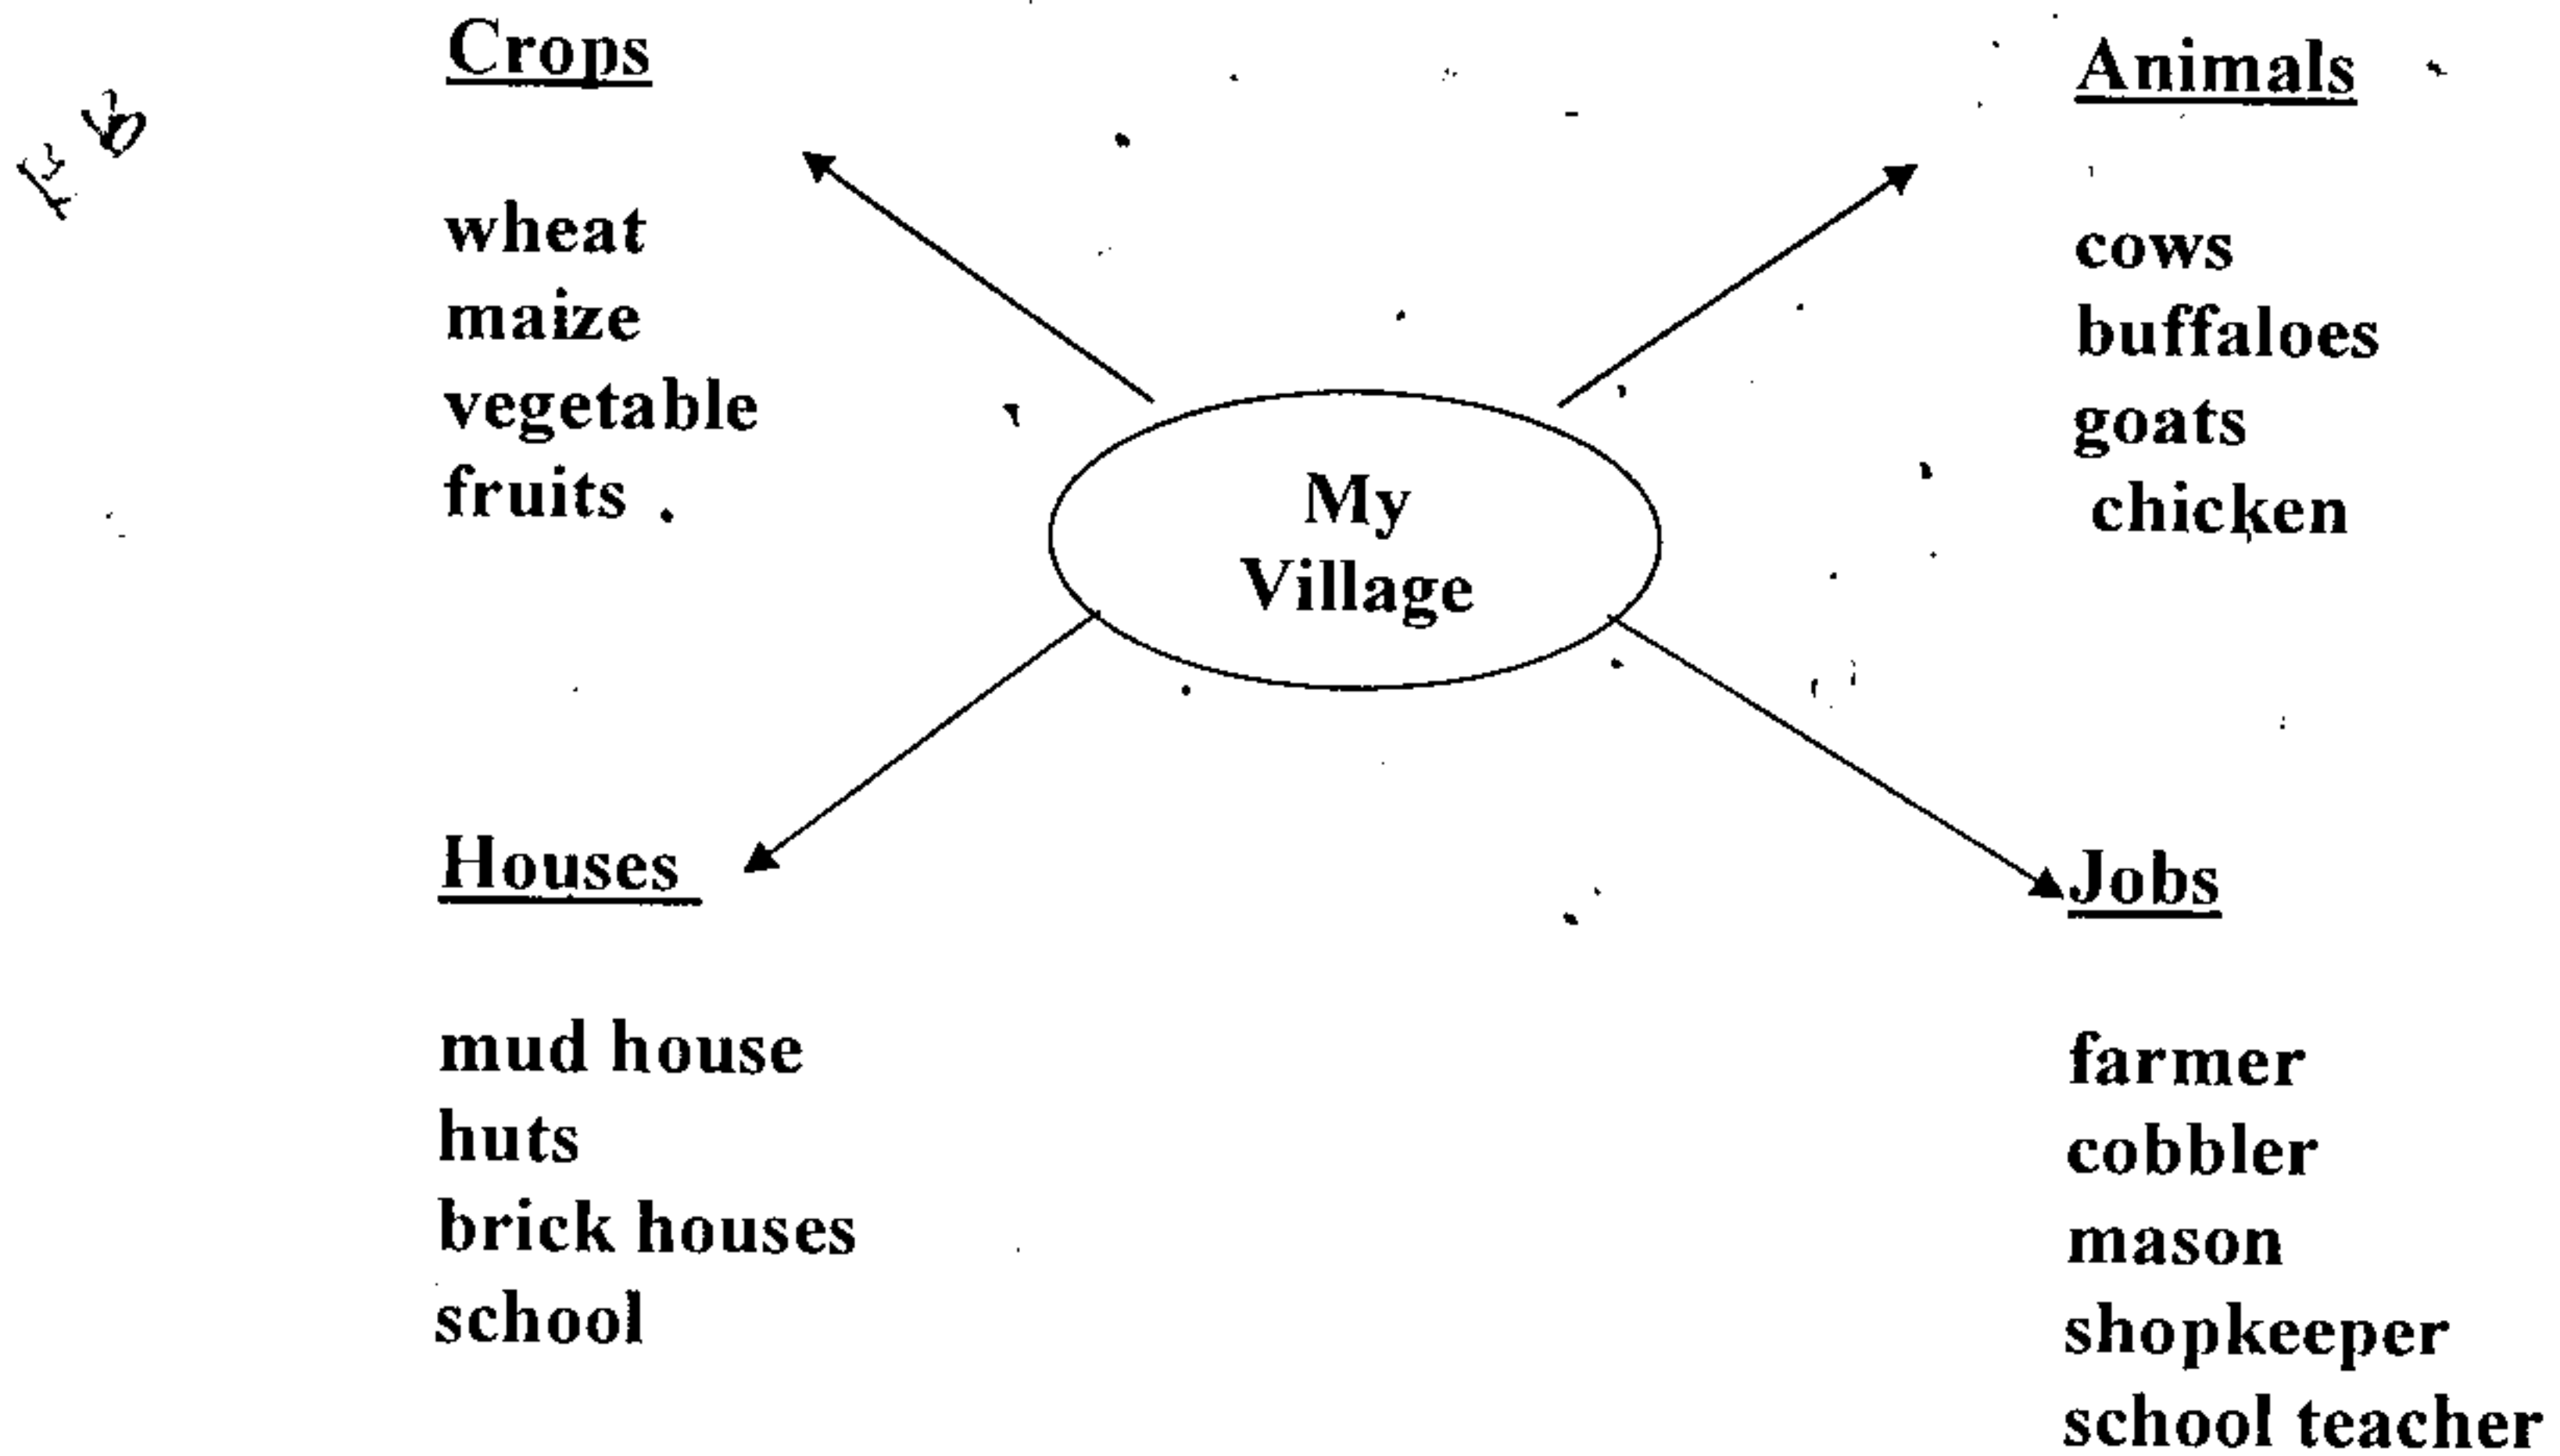 Crops
wheat
maize
vegetable
fruits
Animals
cows
buffaloes
goats
chicken
My
Village
Houses
mud house
huts
brick houses
school
Jobs
farmer
cobbler
mason
shopkeeper
school teacher